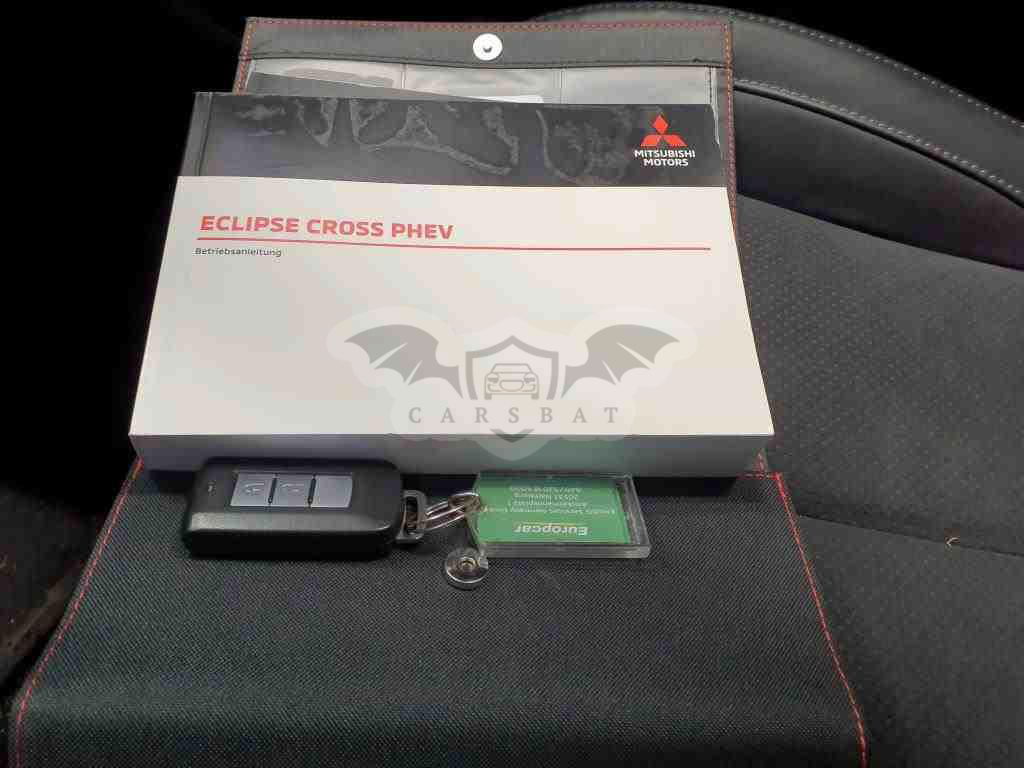 MITSUBISHI
MOTORS
ECLIPSE CROSS PHEV
Betriebsanleitung
CARSBAT
Europcar